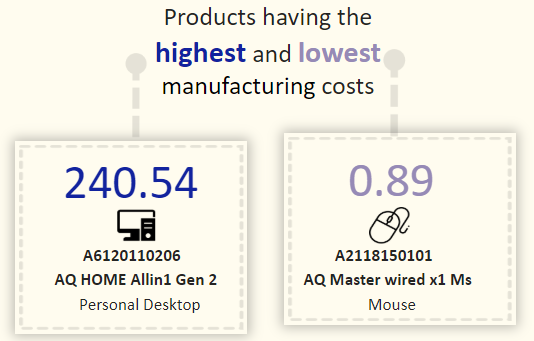 Products having the
highest and lowest
manufacturing costs
240.54
A6120110206
AQ HOME Allin1 Gen 2
Personal Desktop
0.89
A2118150101
AQ Master wired x1 Ms
Mouse